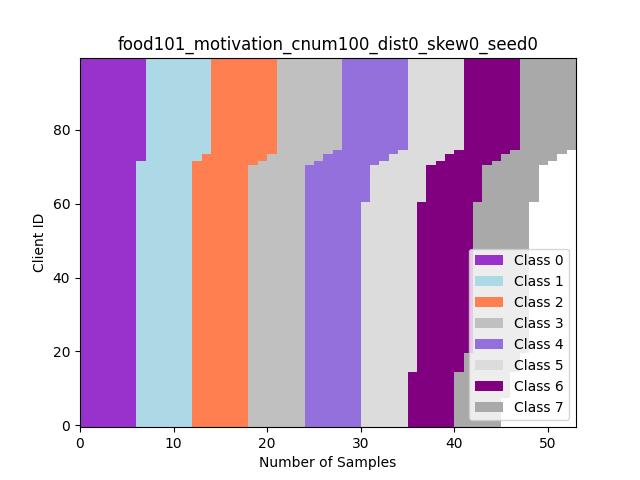 food101_motivation_cnum100_dist0_skew0_seed0
80
60
40
20
0
Client ID
Class 0
Class 1
Class 2
Class 3
Class 4
Class 5
Class 6
Class 7
0 10 20 30 40 50
Number of Samples